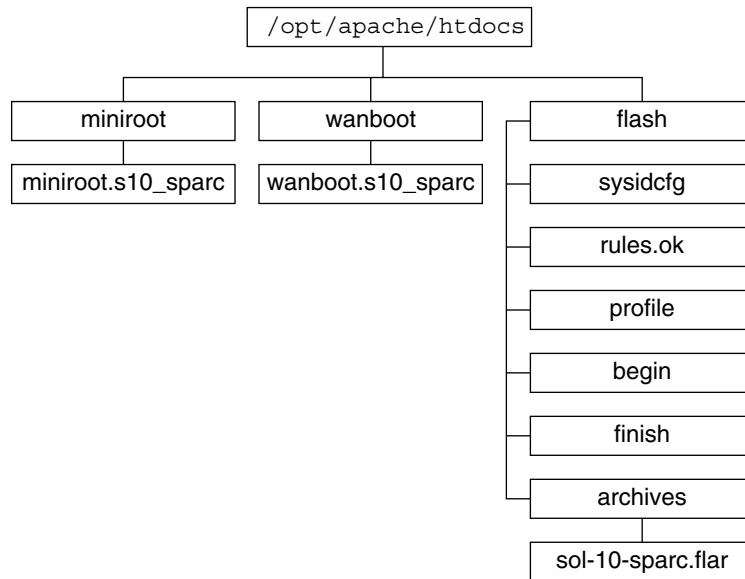 /opt/apache/htdocs
miniroot
wanboot
flash
miniroot.s10_sparc
wanboot.s10_sparc
sysidcfg
rules.ok
profile
begin
finish
archives
sol-10-sparc.flar